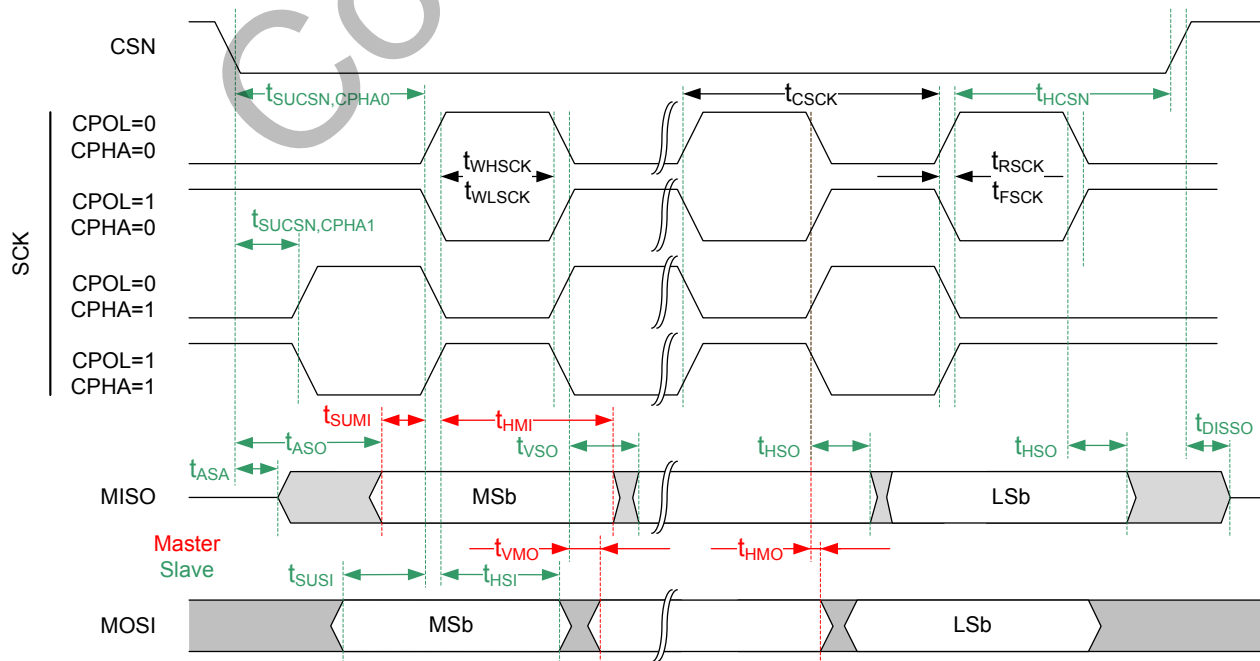 Co
CSN
tSUCSN,CPHA0
tCSCK
tHCSN
SCK
CPOL=0
CPHA=0
tWHSCK
tWLSCK
tRSCK
tFSCK
CPOL=1
CPHA=0
tSUCSN,CPHA1
CPOL=0
CPHA=1
CPOL=1
CPHA=1
tSUMI
tHMI
tASO
tVSO
tHSO
tHSO
tDISSO
tASA
MISO
MSb
LSb
Master
Slave
tVMO
tHMO
tSUSI
tHSI
MOSI
MSb
LSb